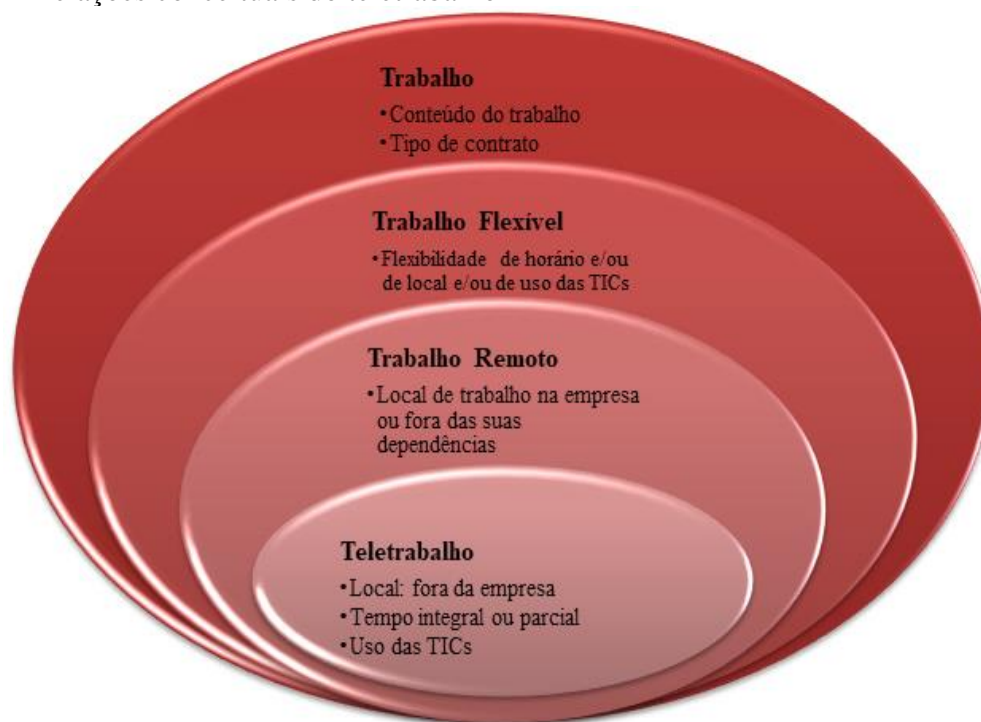 Trabalho
•Conteúdo do trabalho
•Tipo de contrato
Trabalho Flexível
•Flexibilidade de horário e/ou
de local e/ou de uso das TICs
Trabalho Remoto
•Local de trabalho na empresa
ou fora das suas
dependências
Teletrabalho
•Local: fora da empresa
•Tempo integral ou parcial
•Uso das TICs